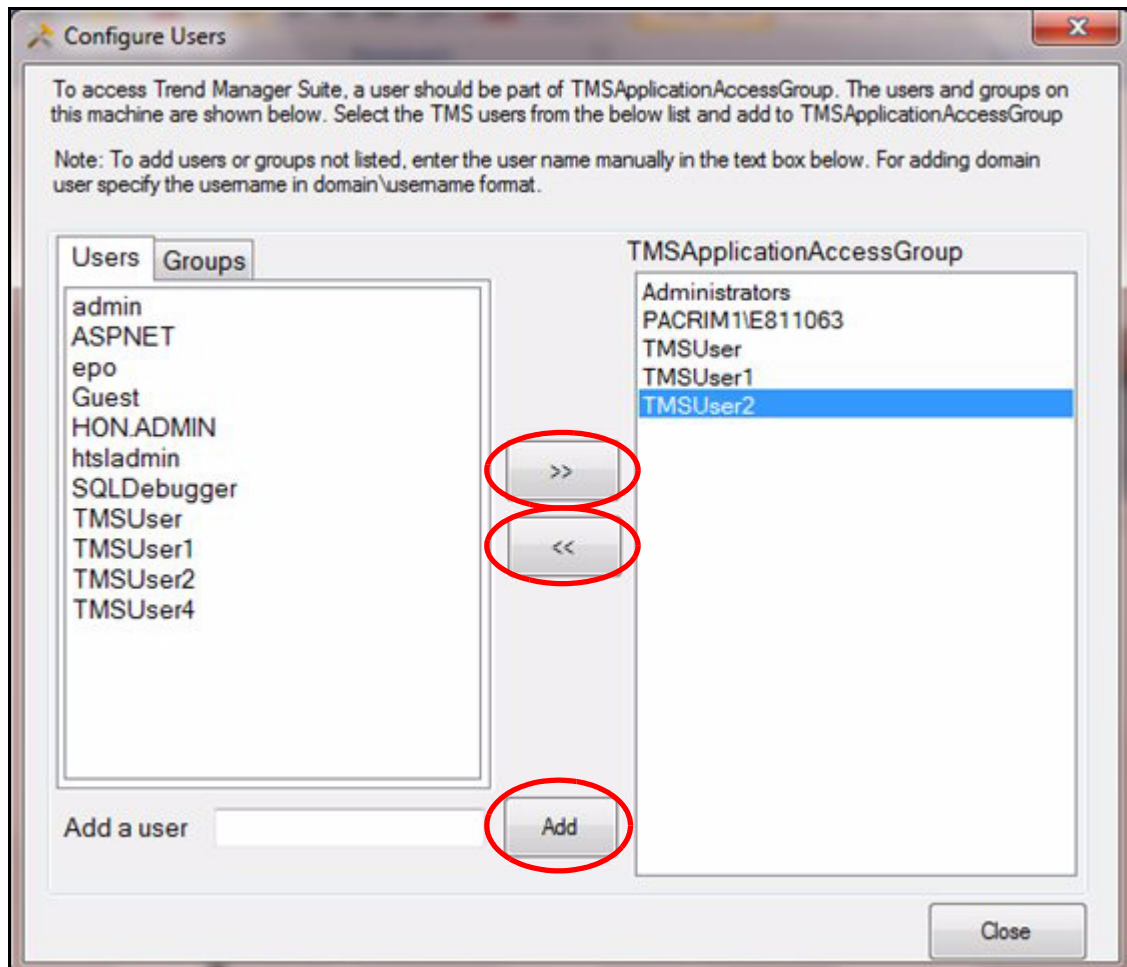 Configure Users
x
To access Trend Manager Suite, a user should be part of TMSApplicationAccessGroup. The users and groups on
this machine are shown below. Select the TMS users from the below list and add to TMSApplicationAccessGroup
Note: To add users or groups not listed, enter the user name manually in the text box below. For adding domain
user specify the username in domain\username format.
Users Groups
admin
ASPNET
epo
Guest
HON.ADMIN
htsladmin
SQLDebugger
TMSUser
TMSUser1
TMSUser2
TMSUser4
>>
<<
TMSApplicationAccessGroup
Administrators
PACRIM1\E811063
TMSUser
TMSUser1
TMSUser2
Add a user
Add
Close